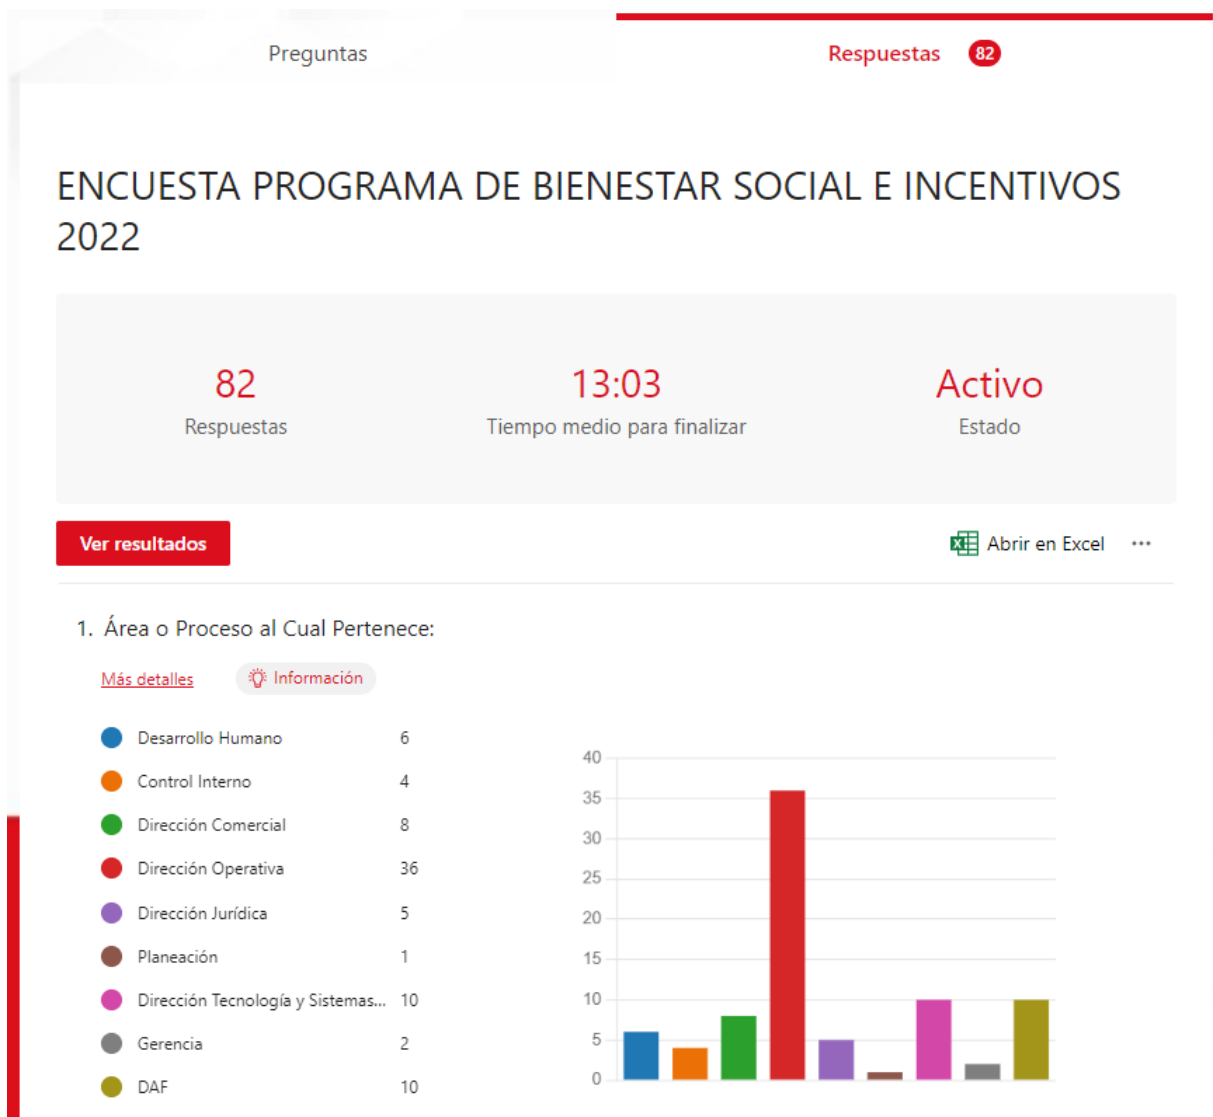 Preguntas
Respuestas 82
ENCUESTA PROGRAMA DE BIENESTAR SOCIAL E INCENTIVOS
2022
82 13:03 Activo
Respuestas Tiempo medio para finalizar Estado
Ver resultados
Abrir en Excel ...
1. Área o Proceso al Cual Pertenece:
Más detalles Información
Desarrollo Humano 6
Control Interno 4
Dirección Comercial 8
Dirección Operativa 36
Dirección Jurídica 5
Planeación 1
Dirección Tecnología y Sistemas... 10
Gerencia 2
DAF 10
40
35
30
25
20
15
10
5
0